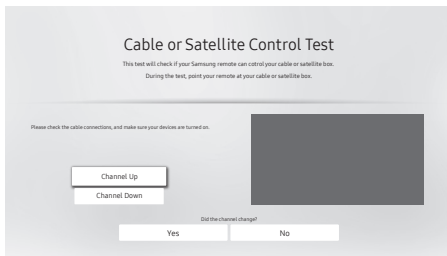 Cable or Satellite Control Test
This test will check if your Samsung remote can cotrol your cable or satellite box.
During the test, point your remote at your cable or satellite box.
Please check the cable connections, and make sure your devices are turned on.
Channel Up
Channel Down
Did the channel change?
Yes
No